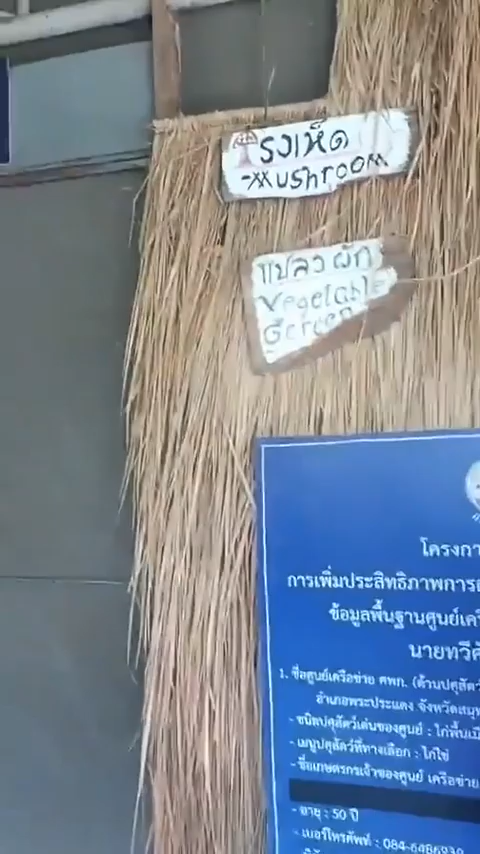 โรงเห็ด
Mushroom
แปลงผัก
Vegetable
Gereen
โครงกา
การเพิ่มประสิทธิภาพการ
ข้อมูลพื้นฐานศูนย์เครื
นายทวีศั
1. ชื่อศูนย์เครือข่าย ศพก. (ด้านปศุสัตว์
อำเภอพระประแดง จังหวัดสมุท
- ชนิดปศุสัตว์เด่นของศูนย์ : ไก่พื้นเมื
- เมนูปศุสัตว์ที่ทางเลือก : ไก่ไข่
- ชื่อเกษตรกรเจ้าของศูนย์ เครือข่าย
- อายุ : 50 ปี
- เบอร์โทรศัพท์ : 084-6486930